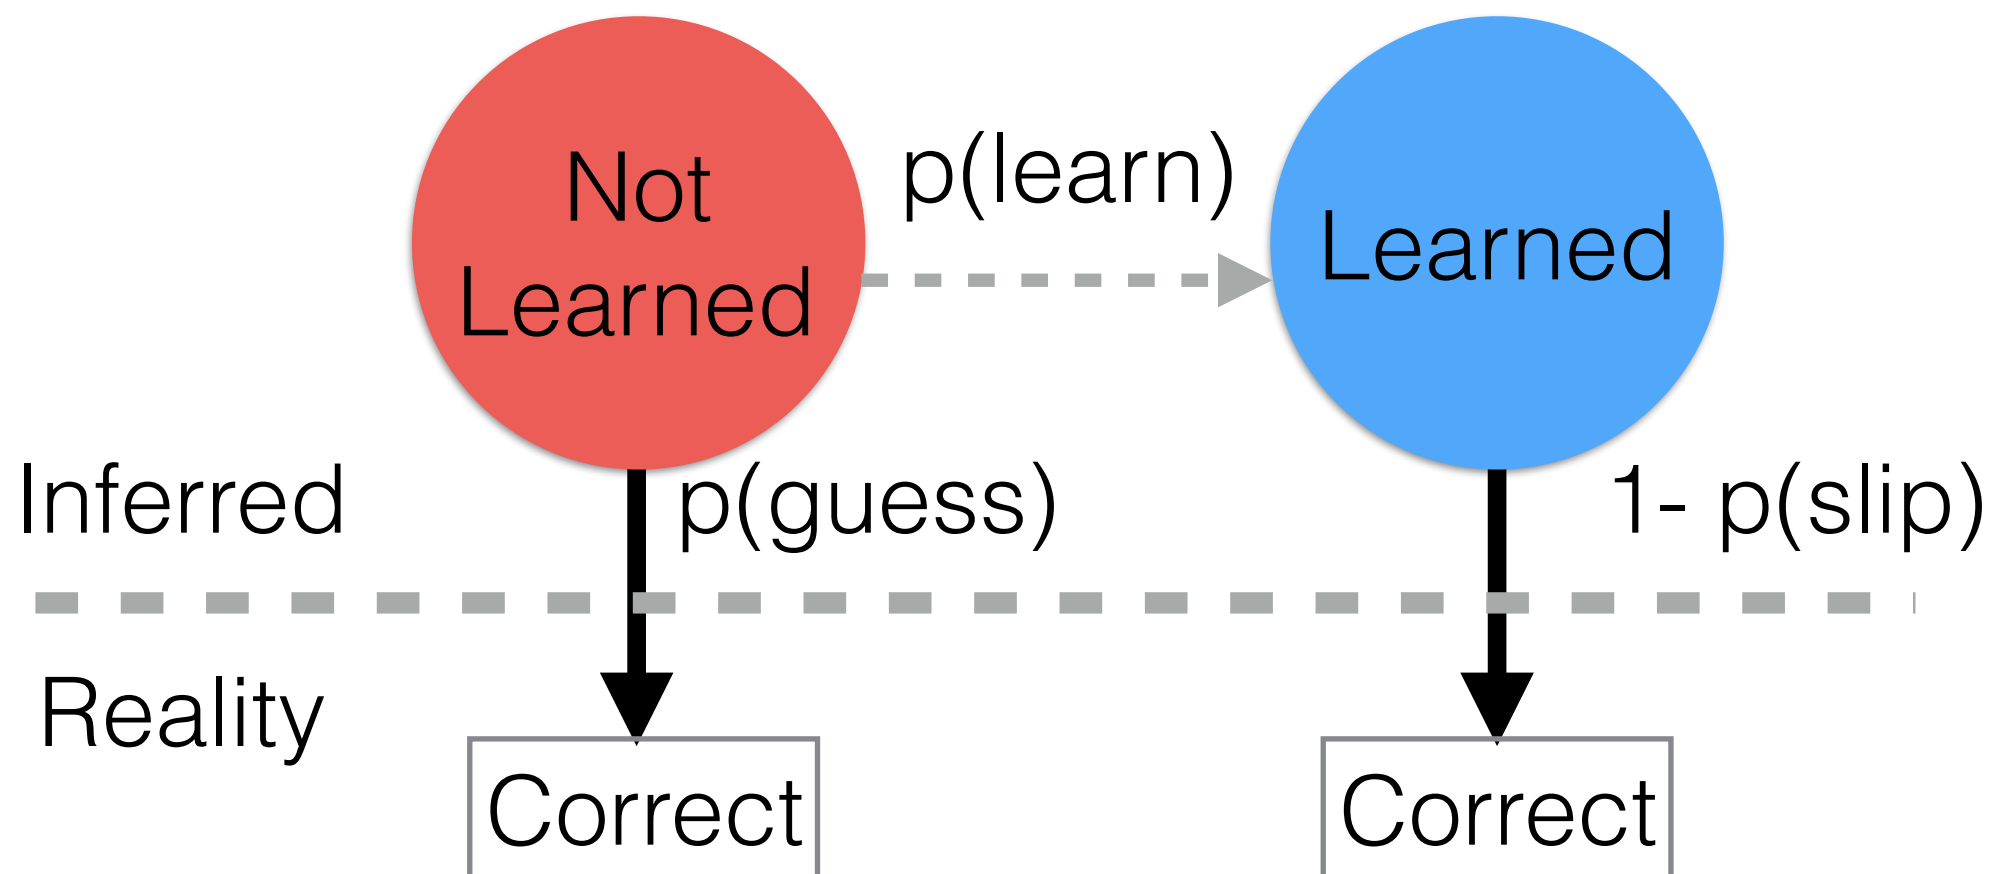 Not
Learned
p(learn)
Learned
Inferred
p(guess)
1- p(slip)
Reality
Correct
Correct